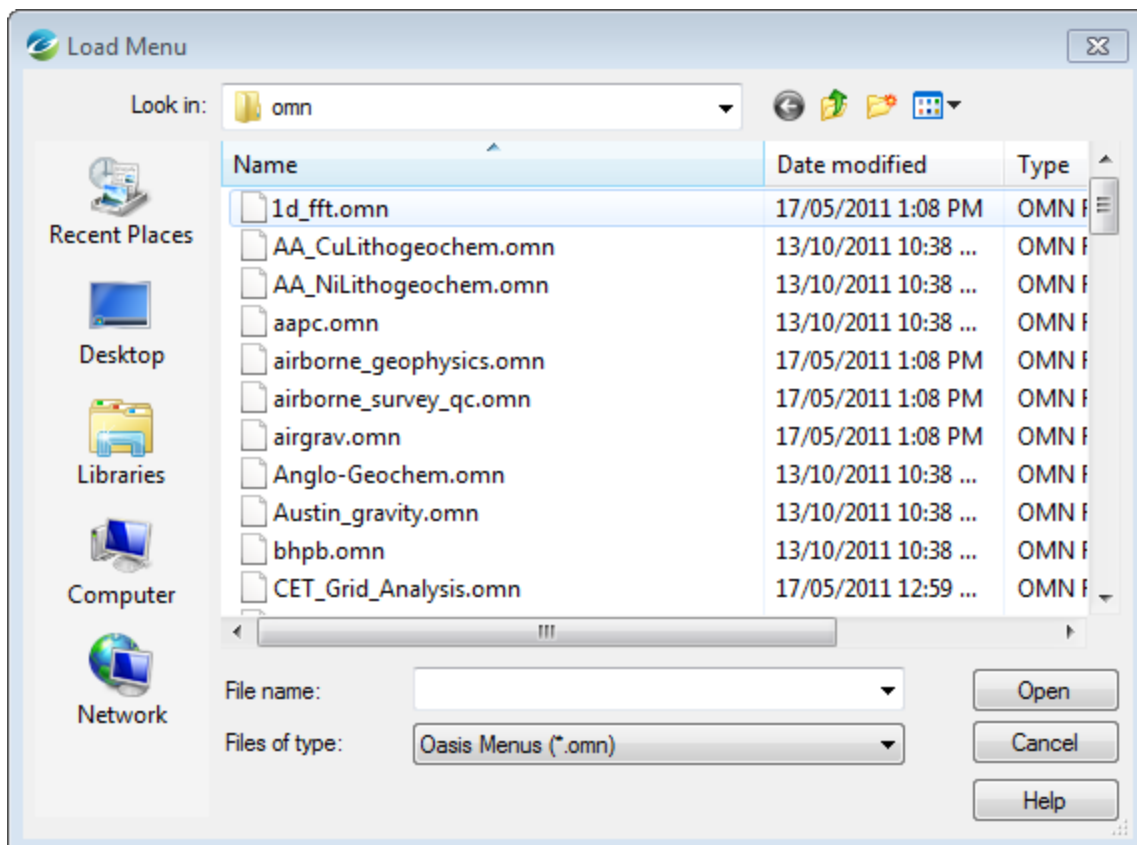 Load Menu
Look in: omn
Name Date modified Type
1d_fft.omn 17/05/2011 1:08 PM OMN F
AA_CuLithogeochem.omn 13/10/2011 10:38 ... OMN F
AA_NiLithogeochem.omn 13/10/2011 10:38 ... OMN F
aapc.omn 13/10/2011 10:38 ... OMN F
airborne_geophysics.omn 17/05/2011 1:08 PM OMN F
airborne_survey_qc.omn 17/05/2011 1:08 PM OMN F
airgrav.omn 17/05/2011 1:08 PM OMN F
Anglo-Geochem.omn 13/10/2011 10:38 ... OMN F
Austin_gravity.omn 13/10/2011 10:38 ... OMN F
bhpb.omn 13/10/2011 10:38 ... OMN F
CET_Grid_Analysis.omn 17/05/2011 12:59 ... OMN F
Recent Places
Desktop
Libraries
Computer
Network
File name:
Open
Files of type: Oasis Menus (*.omn)
Cancel
Help